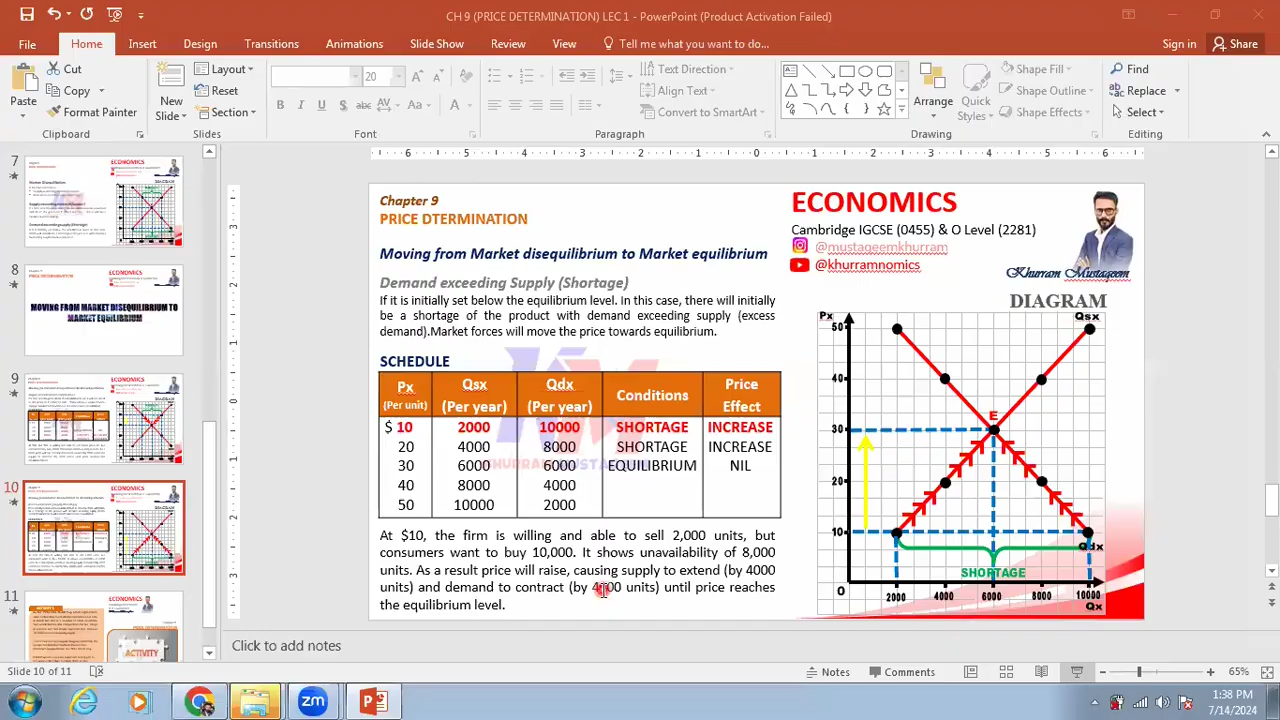 CH 9 (PRICE DETERMINATION) LEC 1 - PowerPoint (Product Activation Failed)
File Home Insert Design Transitions Animations Slide Show Review View Tell me what you want to do... Sign in Share
Paste Cut Copy Format Painter New Slide Layout Reset Section 20 Text Direction Align Text Convert to SmartArt Arrange Quick Styles Shape Fill Shape Outline Shape Effects Find Replace Select
Clipboard Slides Font Paragraph Drawing Editing
7
8
MOVING FROM MARKET DISEQUILIBRIUM TO
MARKET EQUILIBRIUM
9
10
11
ACTIVITY
Chapter 9
PRICE DTERMINATION
Moving from Market disequilibrium to Market equilibrium
d exceeding Supply (Shortage)
If it is initially set below the equilibrium level. In this case, there will initially
be a shortage of the product with demand exceeding supply (excess
demand).Market forces will move the price towards equilibrium.
SCHEDULE
Px (Per unit) Qsx (Per year) Qdx (Per year) Conditions Price Effect
$ 10 2000 10000 SHORTAGE INCREASE
20 4000 8000 SHORTAGE INCREASE
30 6000 6000 EQUILIBRIUM NIL
40 8000 4000
50 10000 2000
At $10, the firm is willing and able to sell 2,000 units.
consumers want to buy It shows unavailability of
units. As a result price will raise, causing supply to extend (by 4000
units) and demand to contract (by units) until price reaches
the equilibrium level.
ECONOMICS
Cambridge IGCSE (0455) & O Level (2281)
@mustaqeemkhurram
@khurramnomics
Khurram Mustaqeem
DIAGRAM
Px Qsx
50
40
E
30
20
10 Qdx
SHORTAGE
O 2000 4000 6000 8000 10000
Qx
Click to add notes
Slide 10 of 11 Notes Comments 65%
zm 1:38 PM
7/14/2024